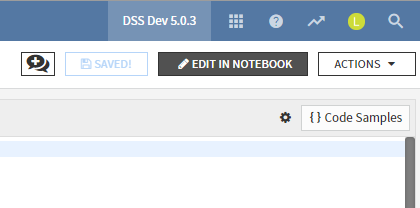 DSS Dev 5.0.3 ? L
SAVED! EDIT IN NOTEBOOK ACTIONS
{ } Code Samples